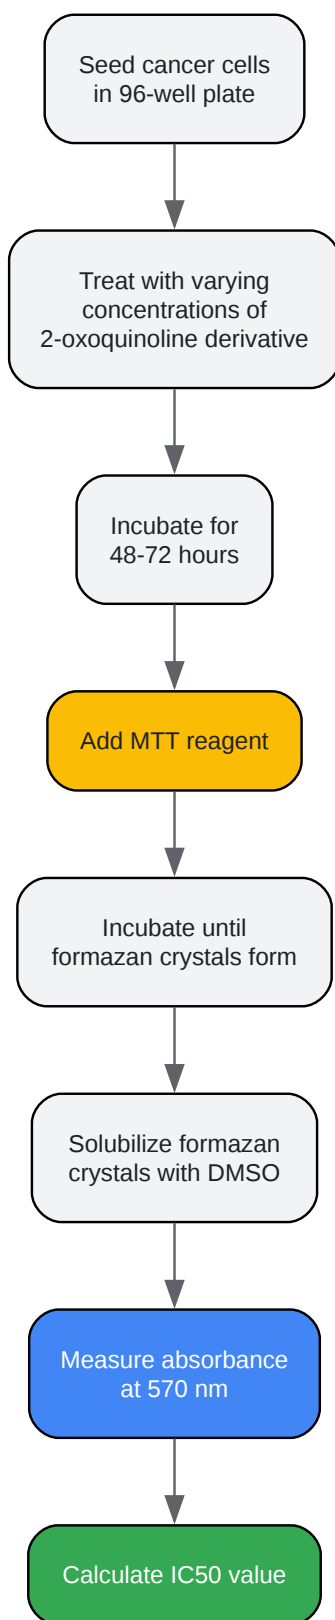 Seed cancer cells
in 96-well plate
Treat with varying
concentrations of
2-oxoquinoline derivative
Incubate for
48-72 hours
Add MTT reagent
Incubate until
formazan crystals form
Solubilize formazan
crystals with DMSO
Measure absorbance
at 570 nm
Calculate IC50 value